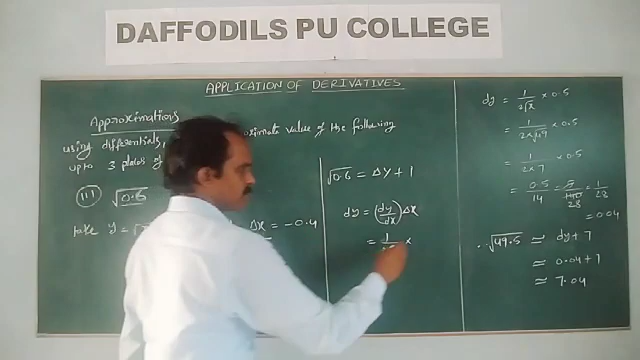 DAFFODILS PU COLLEGE
APPLICATION OF DERIVATIVES
Approximations
using differentials, value of the following
upto 3 places of
iii) √0.6
take y = Δx = -0.4
√0.6 = Δy + 1
dy = (dy/dx) Δx
= 1/ ×
dy = 1/2√x × 0.5
= 1/2×√49 × 0.5
= 1/2×7 × 0.5
= 0.5/14 = 5/140 = 1/28
28
= 0.04
∴ √49.5 ≅ dy + 7
≅ 0.04 + 7
≅ 7.04